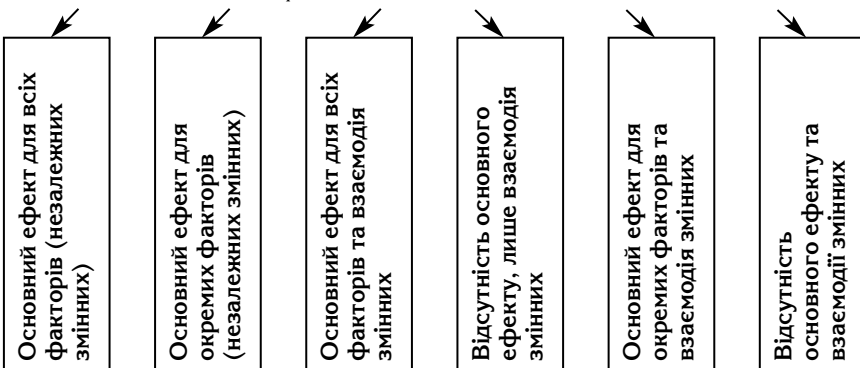 Основний ефект для всіх
факторів (незалежних
змінних)
Основний ефект для
окремих факторів
(незалежних змінних)
Основний ефект для всіх
факторів та взаємодія
змінних
Відсутність основного
ефекту, лише взаємодія
змінних
Основний ефект для
окремих факторів та
взаємодія змінних
Відсутність
основного ефекту та
взаємодії змінних